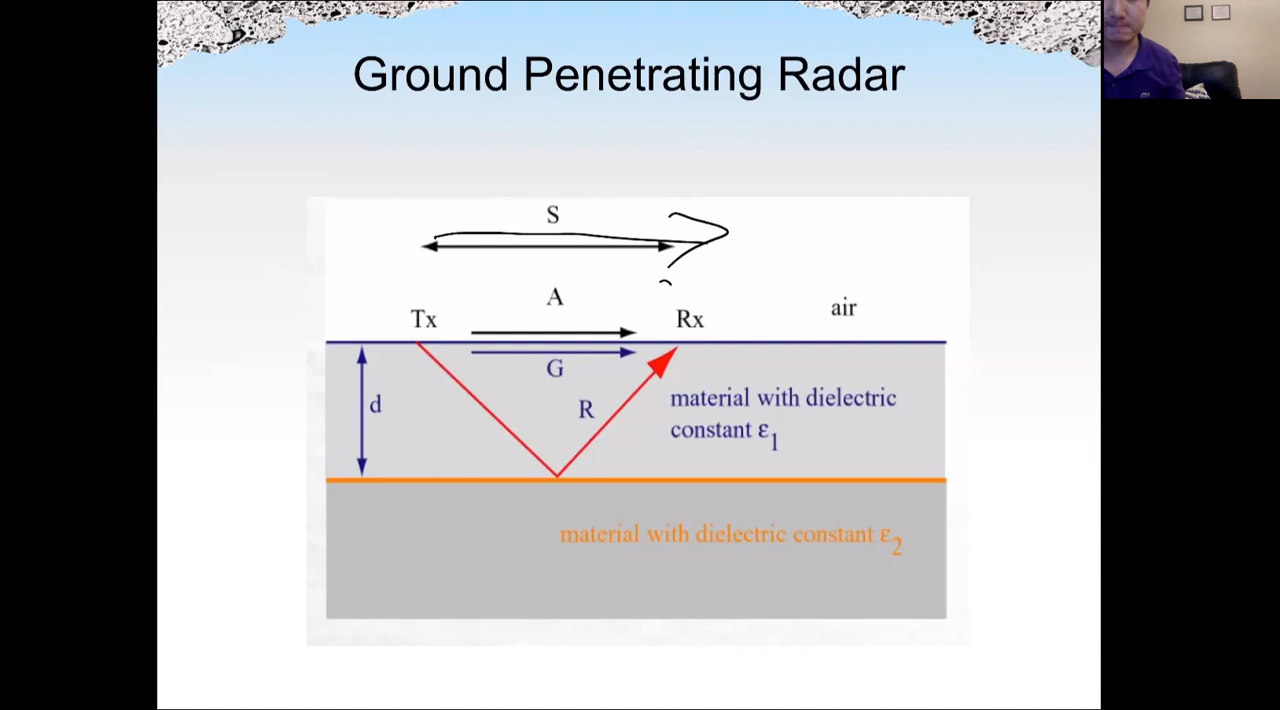 Ground Penetrating Radar
S
A
Tx
Rx
air
G
d
R
material with dielectric
constant ε1
material with dielectric constant ε2